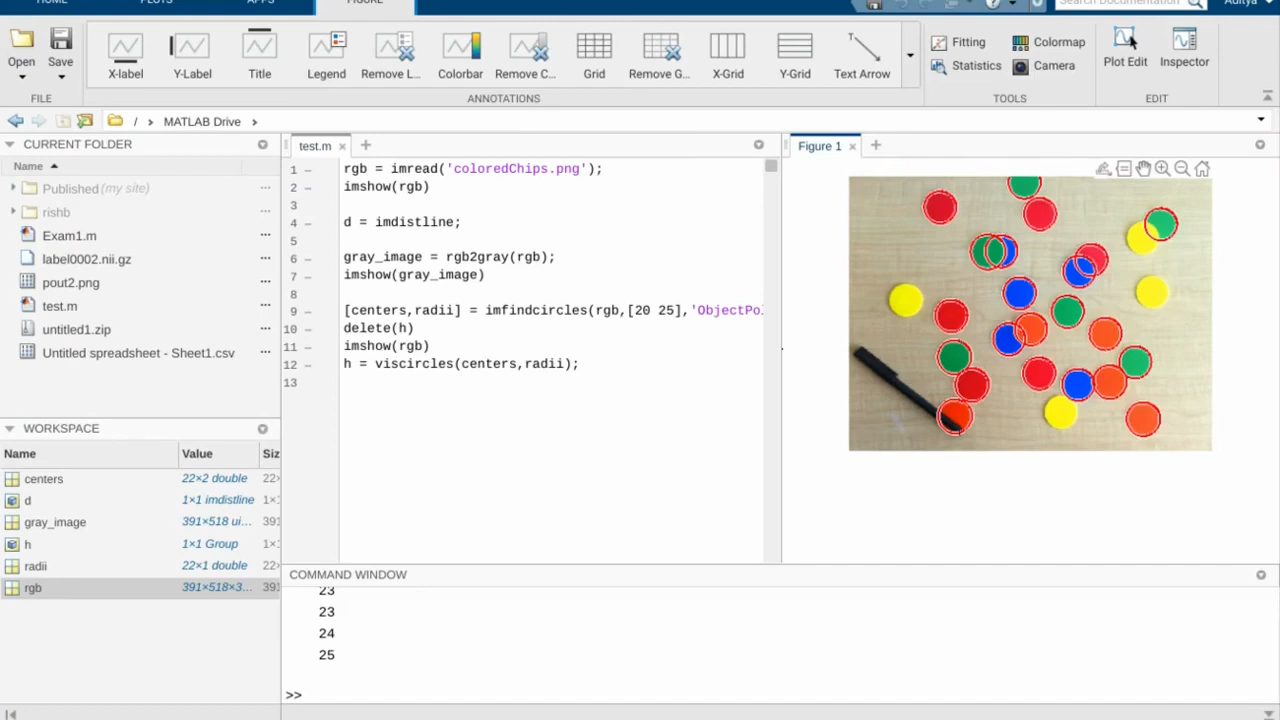 HOME PLOTS APPS FIGURE Search Documentation Aditya
Open Save X-label Y-Label Title Legend Remove L... Colorbar Remove C... Grid Remove G... X-Grid Y-Grid Text Arrow Fitting Colormap Plot Edit Inspector
Statistics Camera
FILE ANNOTATIONS TOOLS EDIT
/ MATLAB Drive
CURRENT FOLDER
Name
Published (my site)
rishb
Exam1.m
label0002.nii.gz
pout2.png
test.m
untitled1.zip
Untitled spreadsheet - Sheet1.csv
WORKSPACE
Name Value Siz
centers 22×2 double 22×
d 1×1 imdistline 1×1
gray_image 391×518 ui... 391
h 1×1 Group 1×1
radii 22×1 double 22×
rgb 391×518×3... 391
test.m
1 rgb = imread('coloredChips.png');
2 imshow(rgb)
3
4 d = imdistline;
5
6 gray_image = rgb2gray(rgb);
7 imshow(gray_image)
8
9 [centers,radii] = imfindcircles(rgb,[20 25],'ObjectPol
10 delete(h)
11 imshow(rgb)
12 h = viscircles(centers,radii);
13
Figure 1
COMMAND WINDOW
23
23
24
25
>>